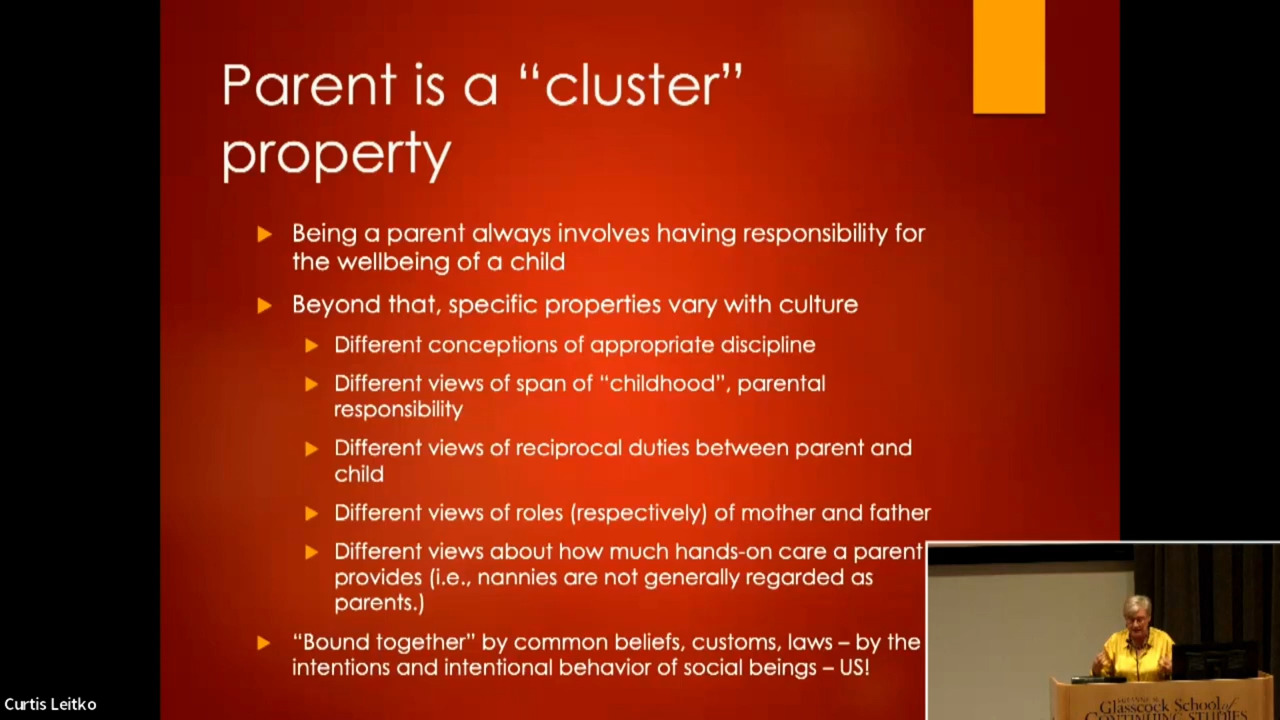 Parent is a “cluster”
property
Being a parent always involves having responsibility for
the wellbeing of a child
Beyond that, specific properties vary with culture
Different conceptions of appropriate discipline
Different views of span of “childhood”, parental
responsibility
Different views of reciprocal duties between parent and
child
Different views of roles (respectively) of mother and father
Different views about how much hands-on care a parent
provides (i.e., nannies are not generally regarded as
parents.)
“Bound together” by common beliefs, customs, laws – by the
intentions and intentional behavior of social beings – US!
Curtis Leitko
Glasscock School of
CONTINUING STUDIES